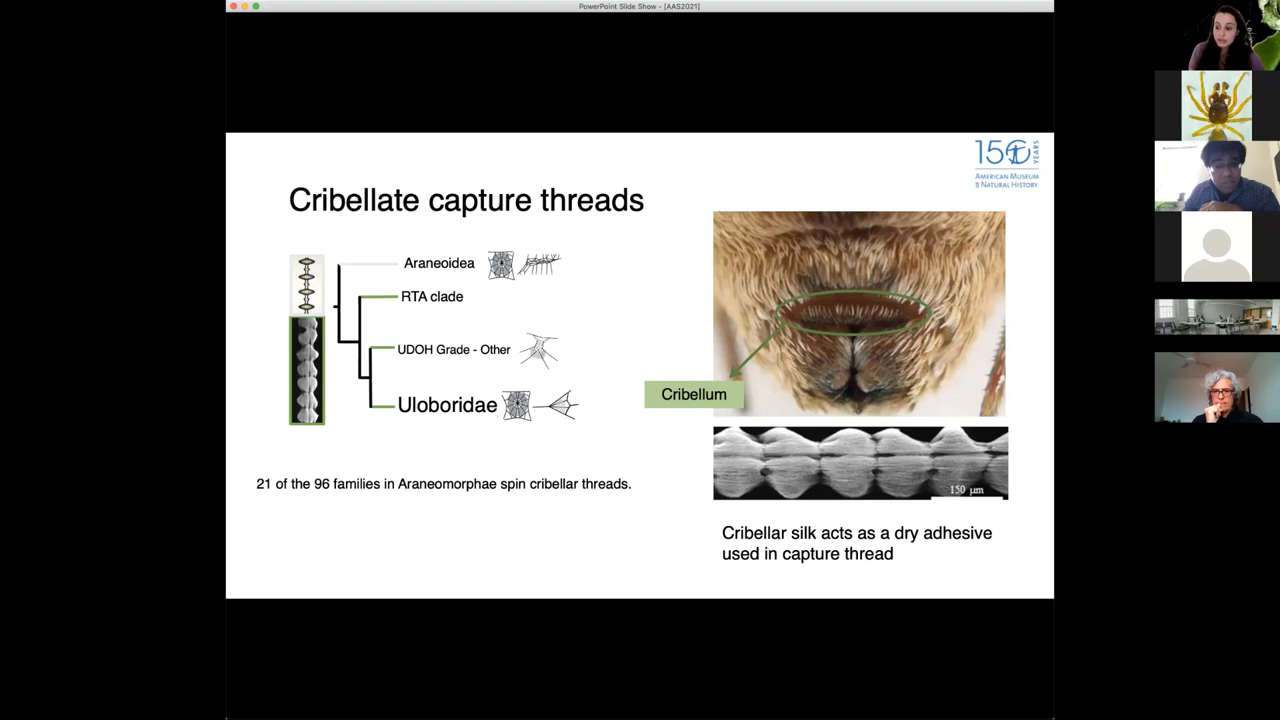 PowerPoint Slide Show - [AAS2021]
150 YEARS
AMERICAN MUSEUM
& NATURAL HISTORY
Cribellate capture threads
Araneoidea
RTA clade
UDOH Grade - Other
Uloboridae
21 of the 96 families in Araneomorphae spin cribellar threads.
Cribellum
150 µm
Cribellar silk acts as a dry adhesive
used in capture thread